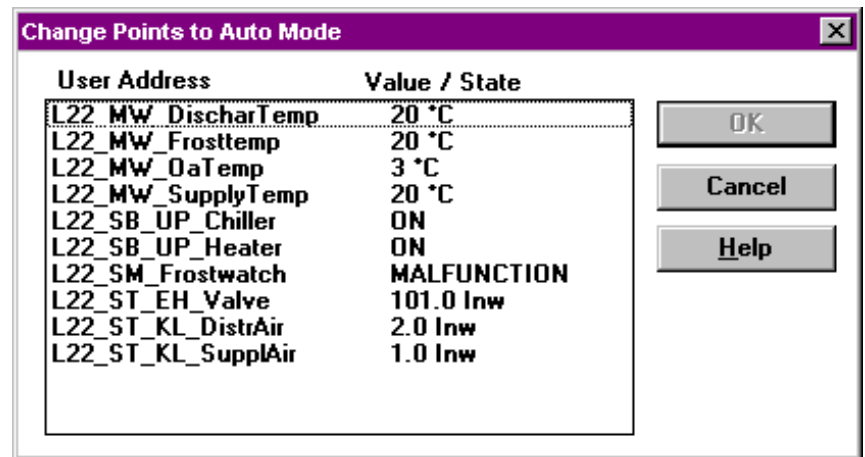 Change Points to Auto Mode
User Address Value / State
L22_MW_DischarTemp 20 °C
L22_MW_Frosttemp 20 °C
L22_MW_OaTemp 3 °C
L22_MW_SupplyTemp 20 °C
L22_SB_UP_Chiller ON
L22_SB_UP_Heater ON
L22_SM_Frostwatch MALFUNCTION
L22_ST_EH_Valve 101.0 Inw
L22_ST_KL_DistrAir 2.0 Inw
L22_ST_KL_SupplAir 1.0 Inw
OK
Cancel
Help